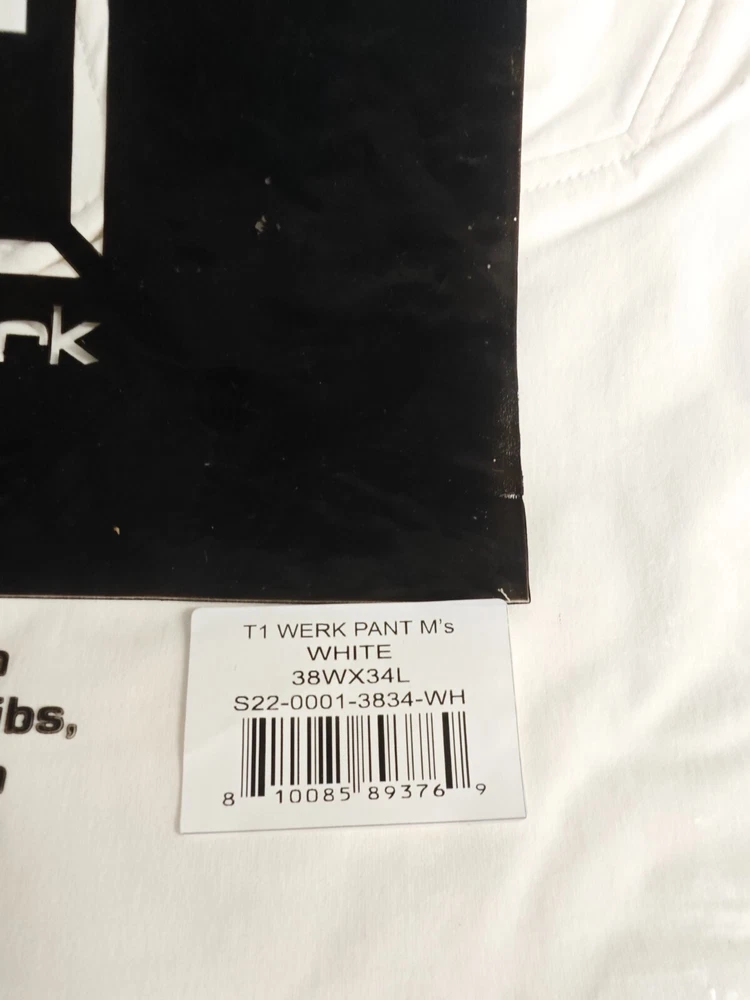 rk
ibs,
T1 WERK PANT M's
WHITE
38WX34L
S22-0001-3834-WH
8 10085 89376 9